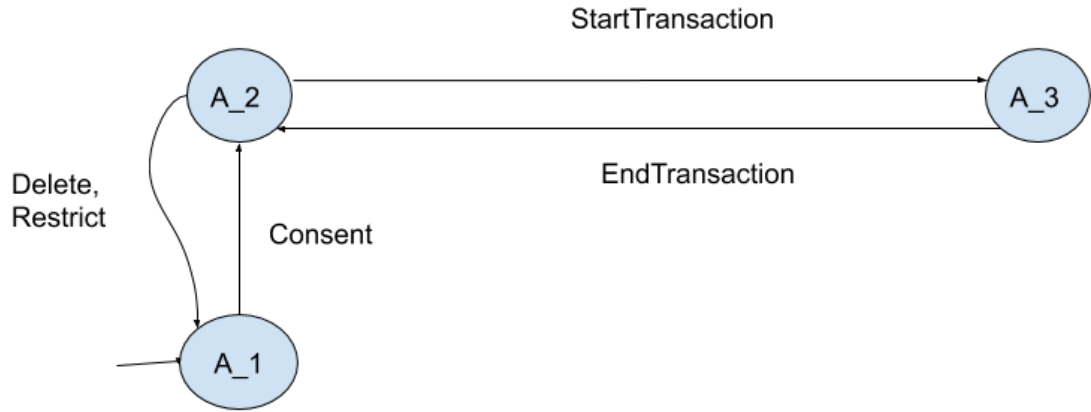 StartTransaction
A_2
A_3
EndTransaction
Delete,
Restrict
Consent
A_1